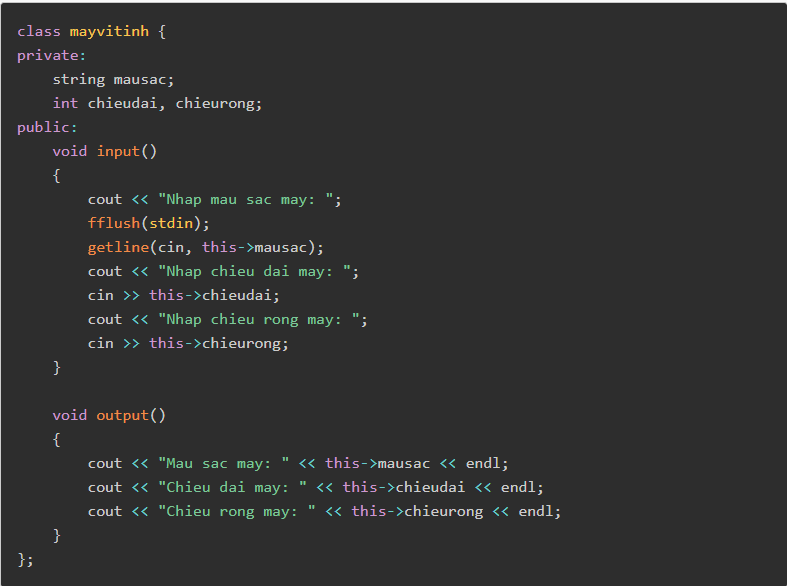 class mayvitinh {
private:
    string mausac;
    int chieudai, chieurong;
public:
    void input()
    {
        cout << "Nhap mau sac may: ";
        fflush(stdin);
        getline(cin, this->mausac);
        cout << "Nhap chieu dai may: ";
        cin >> this->chieudai;
        cout << "Nhap chieu rong may: ";
        cin >> this->chieurong;
    }

    void output()
    {
        cout << "Mau sac may: " << this->mausac << endl;
        cout << "Chieu dai may: " << this->chieudai << endl;
        cout << "Chieu rong may: " << this->chieurong << endl;
    }
};